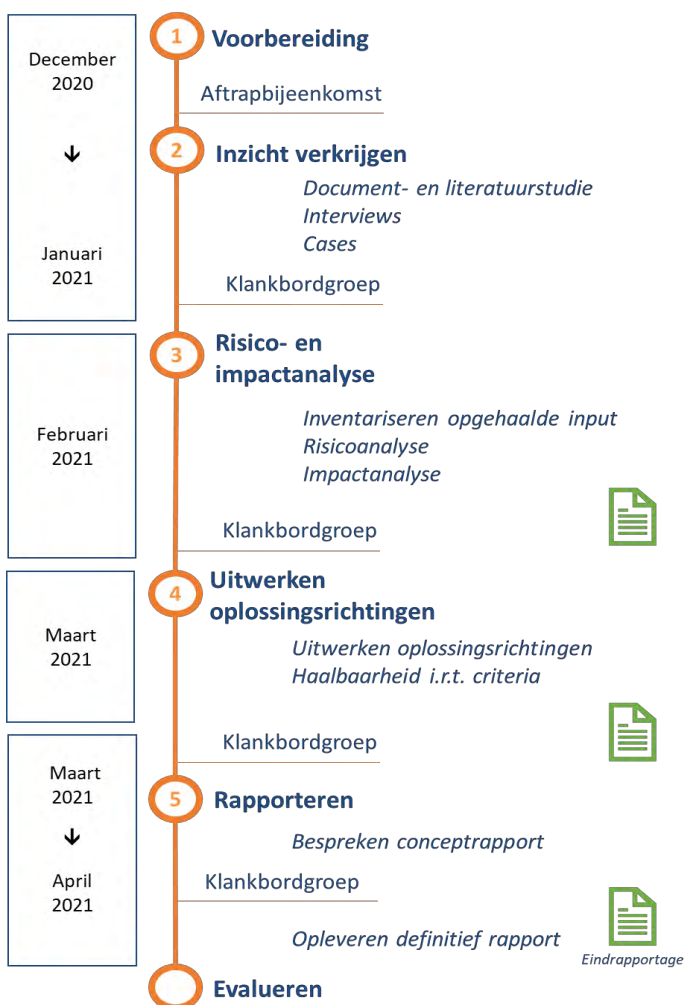 1
Voorbereiding
December
2020
Aftrapbijeenkomst
2
Inzicht verkrijgen
Document- en literatuurstudie
Interviews
Cases
Januari
2021
Klankbordgroep
3
Risico- en
impactanalyse
Inventariseren opgehaalde input
Risicoanalyse
Impactanalyse
Februari
2021
Klankbordgroep
4
Uitwerken
oplossingsrichtingen
Maart
2021
Uitwerken oplossingsrichtingen
Haalbaarheid i.r.t. criteria
Klankbordgroep
Maart
2021
5
Rapporteren
Bespreken conceptrapport
April
2021
Klankbordgroep
Opleveren definitief rapport
Eindrapportage
Evalueren